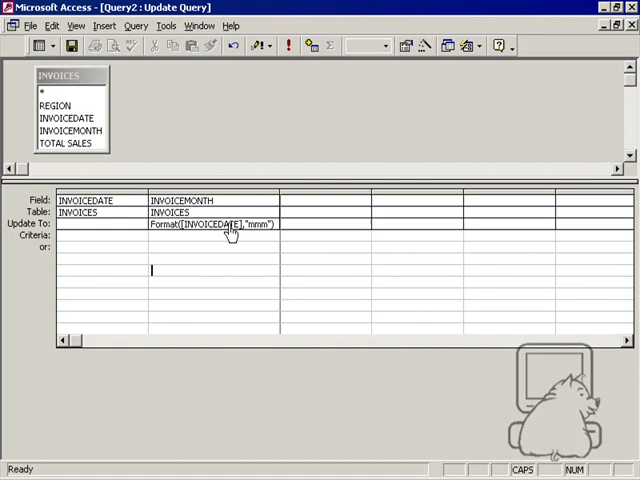 Microsoft Access - [Query2 : Update Query]
File Edit View Insert Query Tools Window Help
INVOICES
*
REGION
INVOICEDATE
INVOICEMONTH
TOTAL SALES
Field: INVOICEDATE INVOICEMONTH
Table: INVOICES INVOICES
Update To: Format([INVOICEDATE],"mmm")
Criteria:
or:
Ready CAPS NUM